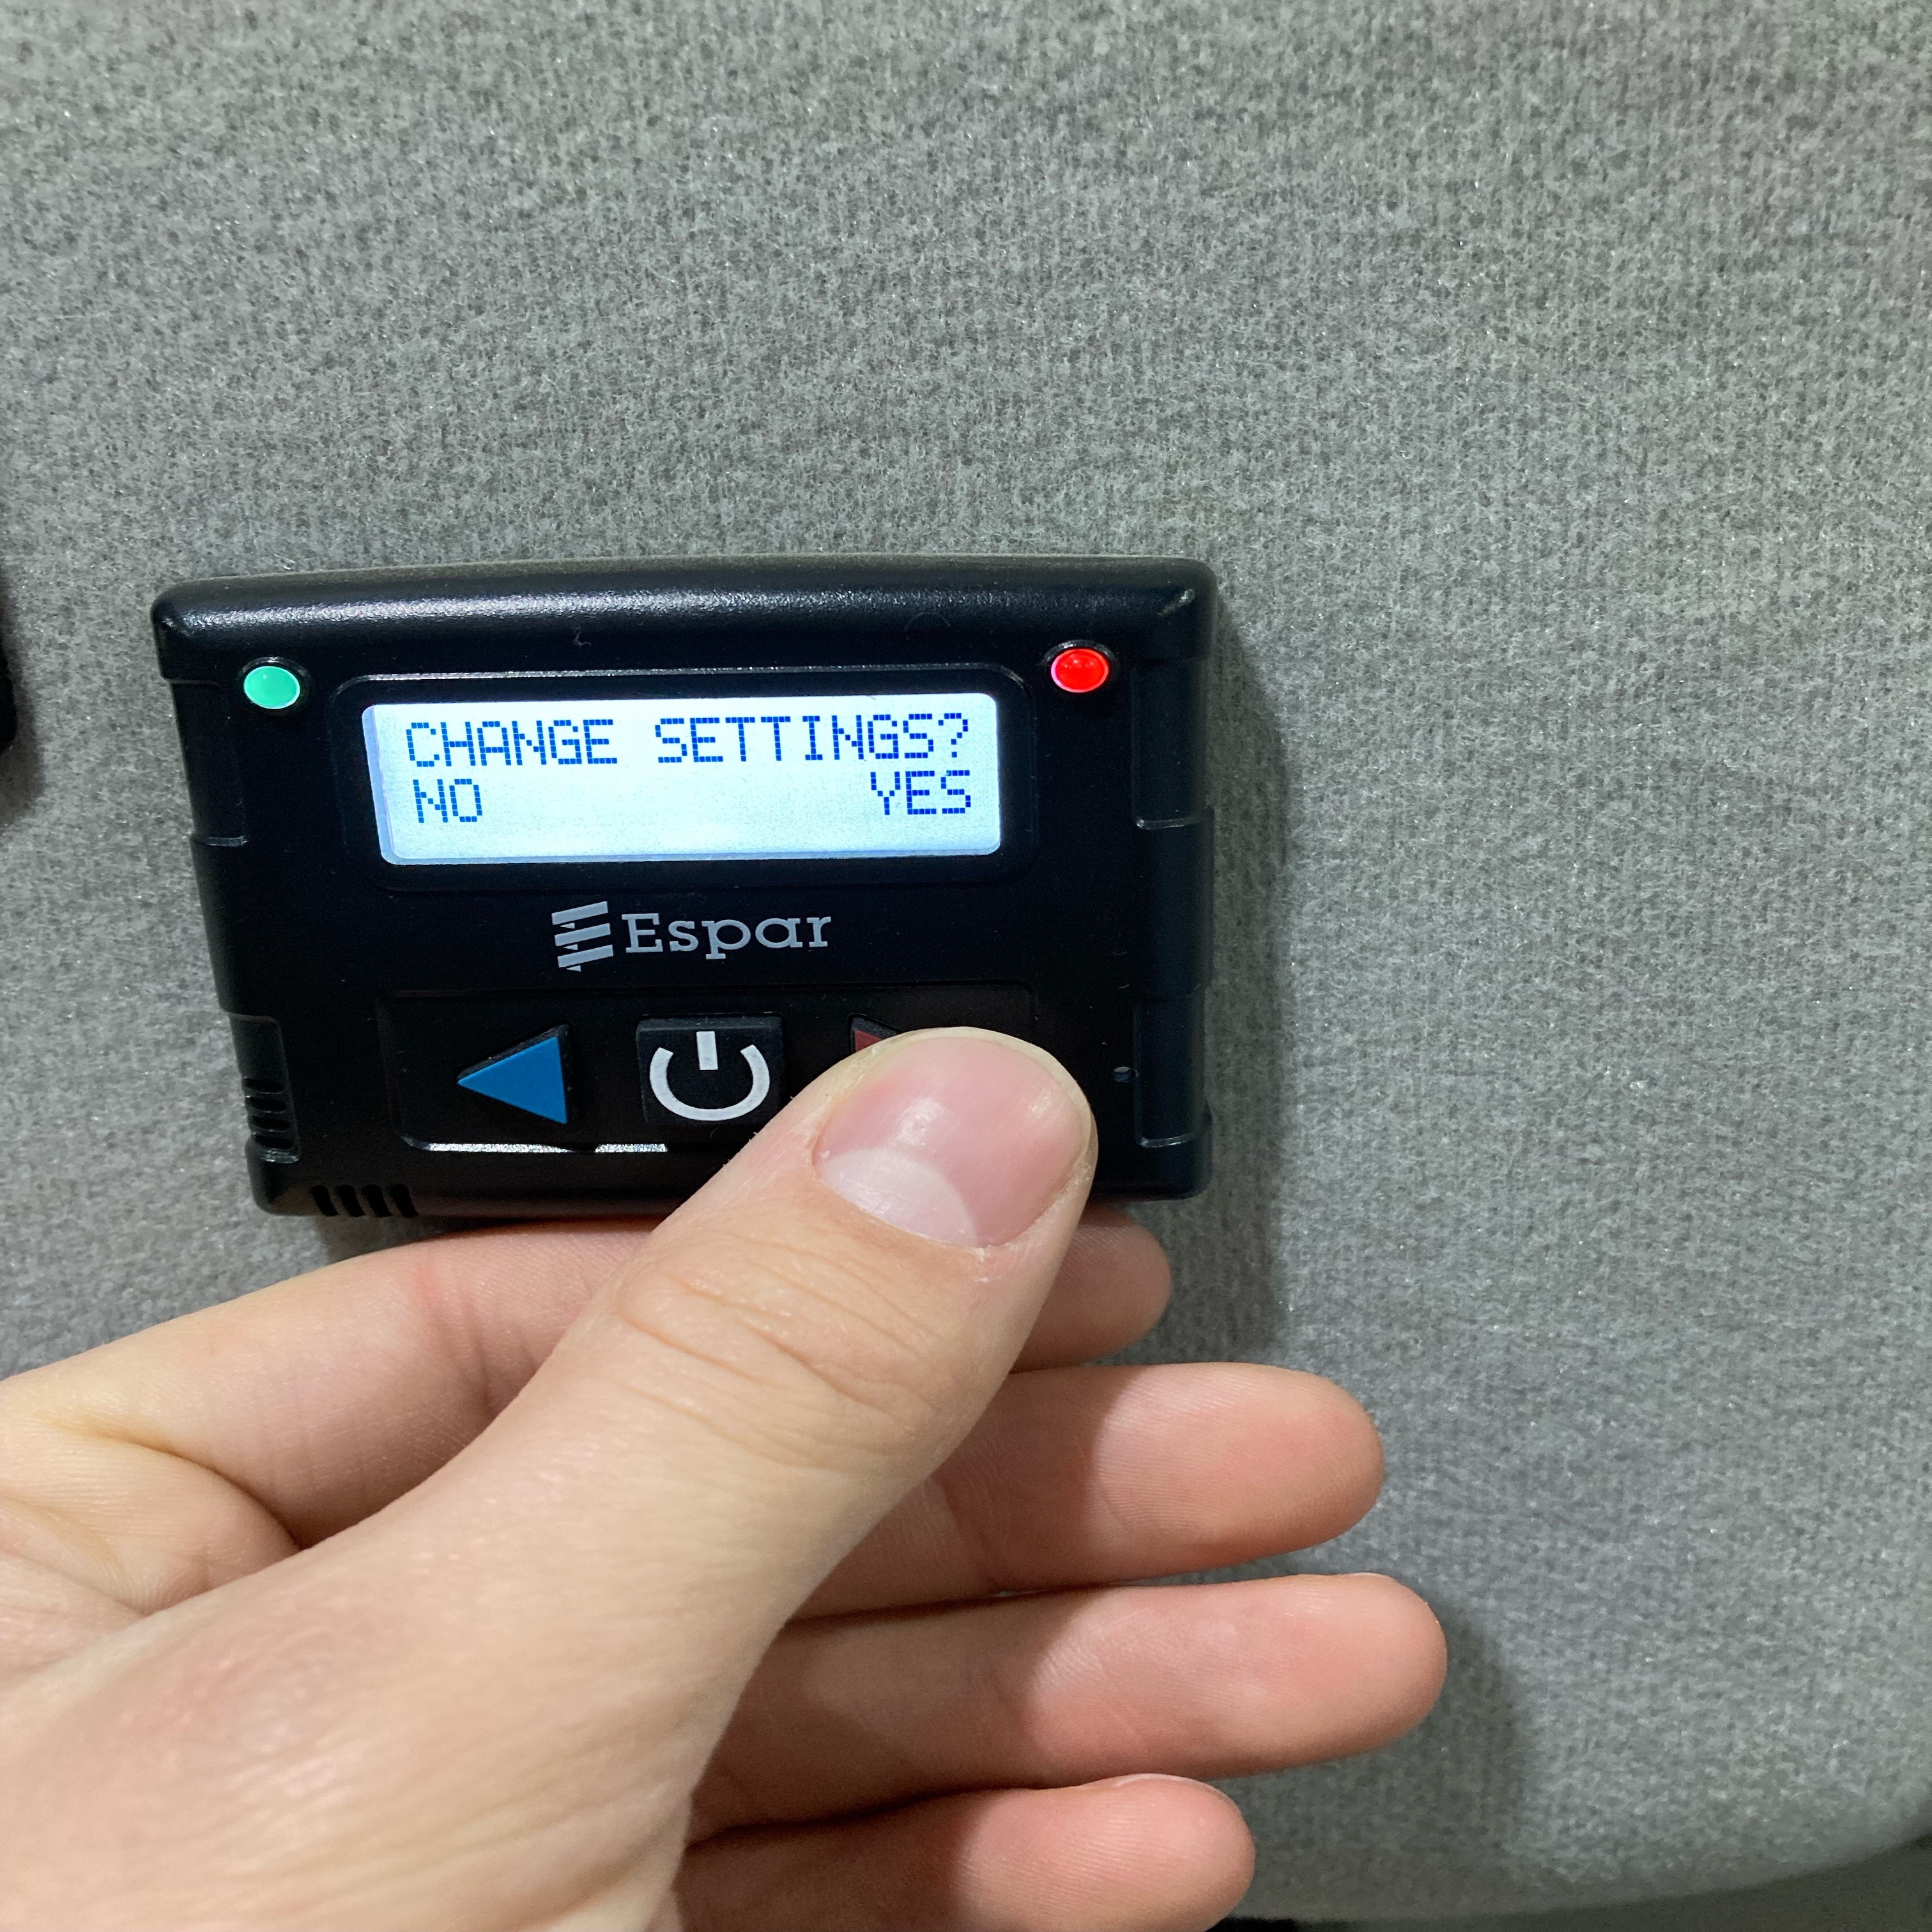 CHANGE SETTINGS?
NO YES
Espar